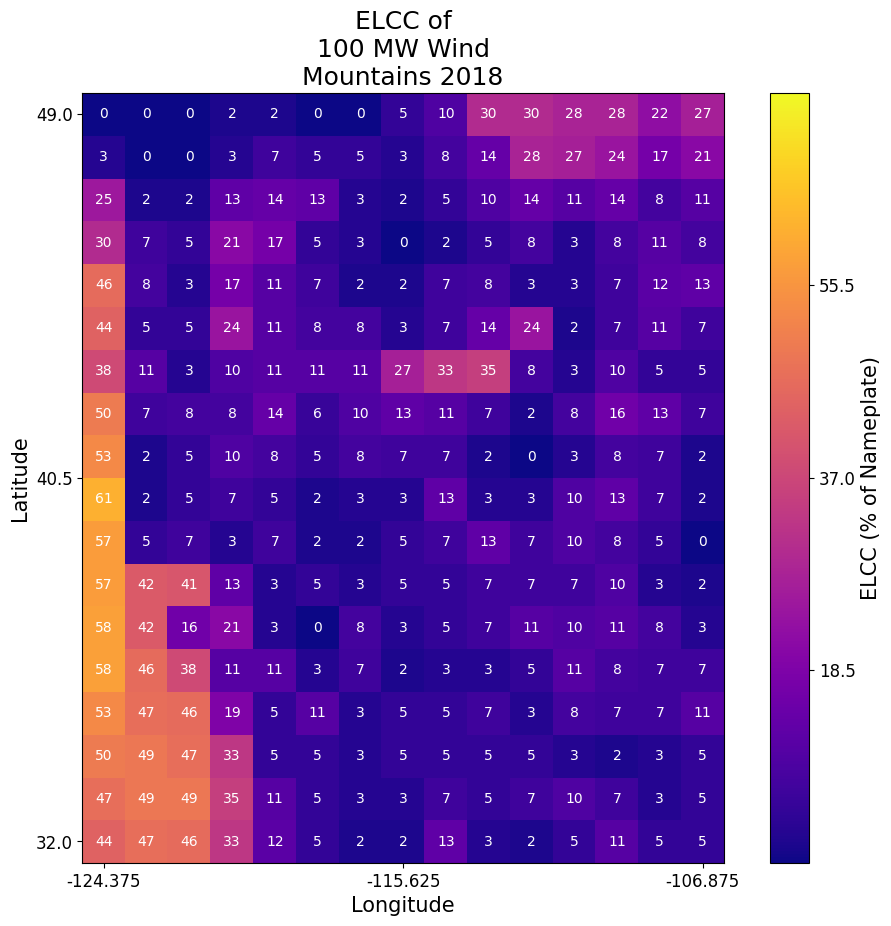 ELCC of
100 MW Wind
Mountains 2018
49.0
0 0 0 2 2 0 0 5 10 30 30 28 28 22 27
3 0 0 3 7 5 5 3 8 14 28 27 24 17 21
25 2 2 13 14 13 3 2 5 10 14 11 14 8 11
30 7 5 21 17 5 3 0 2 5 8 3 8 11 8
46 8 3 17 11 7 2 2 7 8 3 3 7 12 13
55.5
44 5 5 24 11 8 8 3 7 14 24 2 7 11 7
38 11 3 10 11 11 11 27 33 35 8 3 10 5 5
50 7 8 8 14 6 10 13 11 7 2 8 16 13 7
53 2 5 10 8 5 8 7 7 2 0 3 8 7 2
40.5
37.0
61 2 5 7 5 2 3 3 13 3 3 10 13 7 2
57 5 7 3 7 2 2 5 7 13 7 10 8 5 0
57 42 41 13 3 5 3 5 5 7 7 7 10 3 2
58 42 16 21 3 0 8 3 5 7 11 10 11 8 3
58 46 38 11 11 3 7 2 3 3 5 11 8 7 7
18.5
53 47 46 19 5 11 3 5 5 7 3 8 7 7 11
50 49 47 33 5 5 3 5 5 5 5 3 2 3 5
47 49 49 35 11 5 3 3 7 5 7 10 7 3 5
32.0
44 47 46 33 12 5 2 2 13 3 2 5 11 5 5
-124.375 -115.625 -106.875
Longitude
Latitude
ELCC (% of Nameplate)